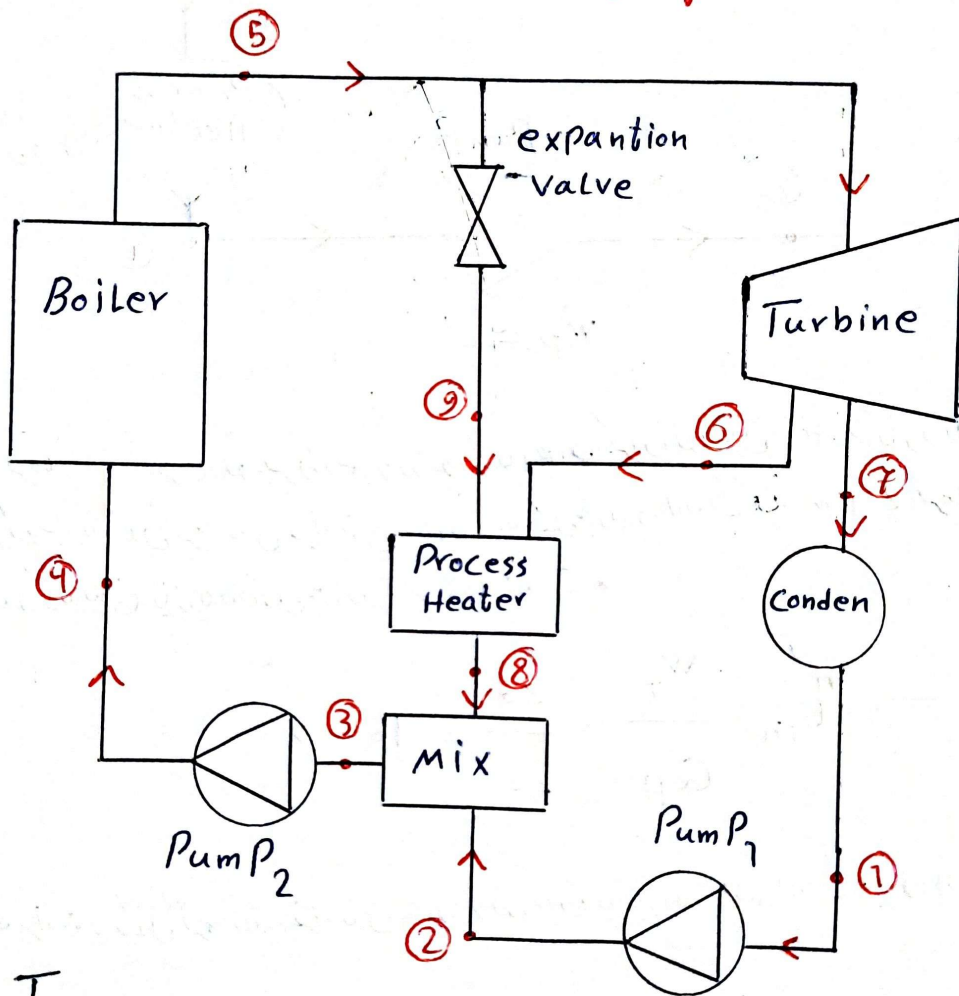 ⑤
expantion
valve
Boiler
Turbine
⑨
⑥
⑦
Process
Heater
Conden
④
⑧
③
Mix
PumP₂
PumP₁
①
②
T